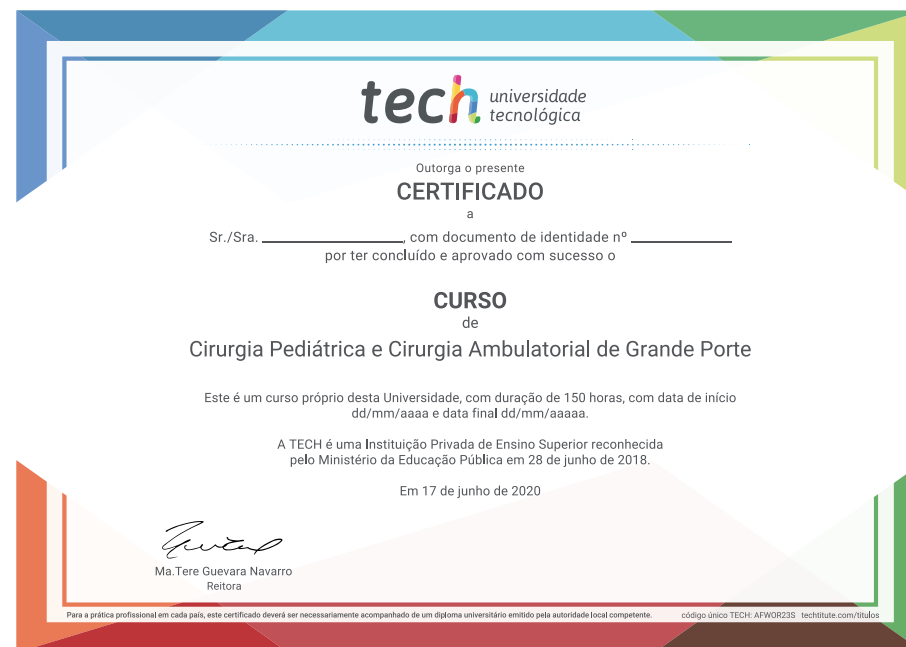 tech universidade
tecnológica
Outorga o presente
CERTIFICADO
a
Sr./Sra. ____________, com documento de identidade nº ____________
por ter concluído e aprovado com sucesso o
CURSO
de
Cirurgia Pediátrica e Cirurgia Ambulatorial de Grande Porte
Este é um curso próprio desta Universidade, com duração de 150 horas, com data de início
dd/mm/aaaa e data final dd/mm/aaaaa.
A TECH é uma Instituição Privada de Ensino Superior reconhecida
pelo Ministério da Educação Pública em 28 de junho de 2018.
Em 17 de junho de 2020
Ma.Tere Guevara Navarro
Reitora
Para a prática profissional em cada país, este certificado deverá ser necessariamente acompanhado de um diploma universitário emitido pela autoridade local competente. código único TECH: AFWOR23S techtitute.com/titulos